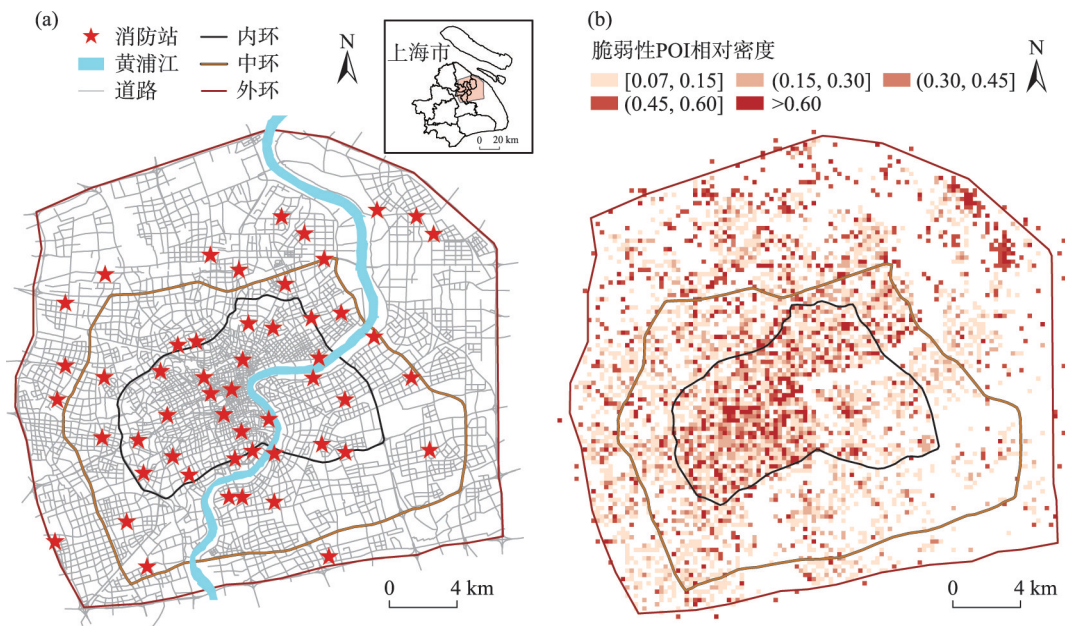 (a)
消防站 内环
黄浦江 中环
道路 外环
N
上海市
0 20 km
0 4 km
(b)
脆弱性POI相对密度
[0.07, 0.15] (0.15, 0.30] (0.30, 0.45]
(0.45, 0.60] >0.60
N
0 4 km